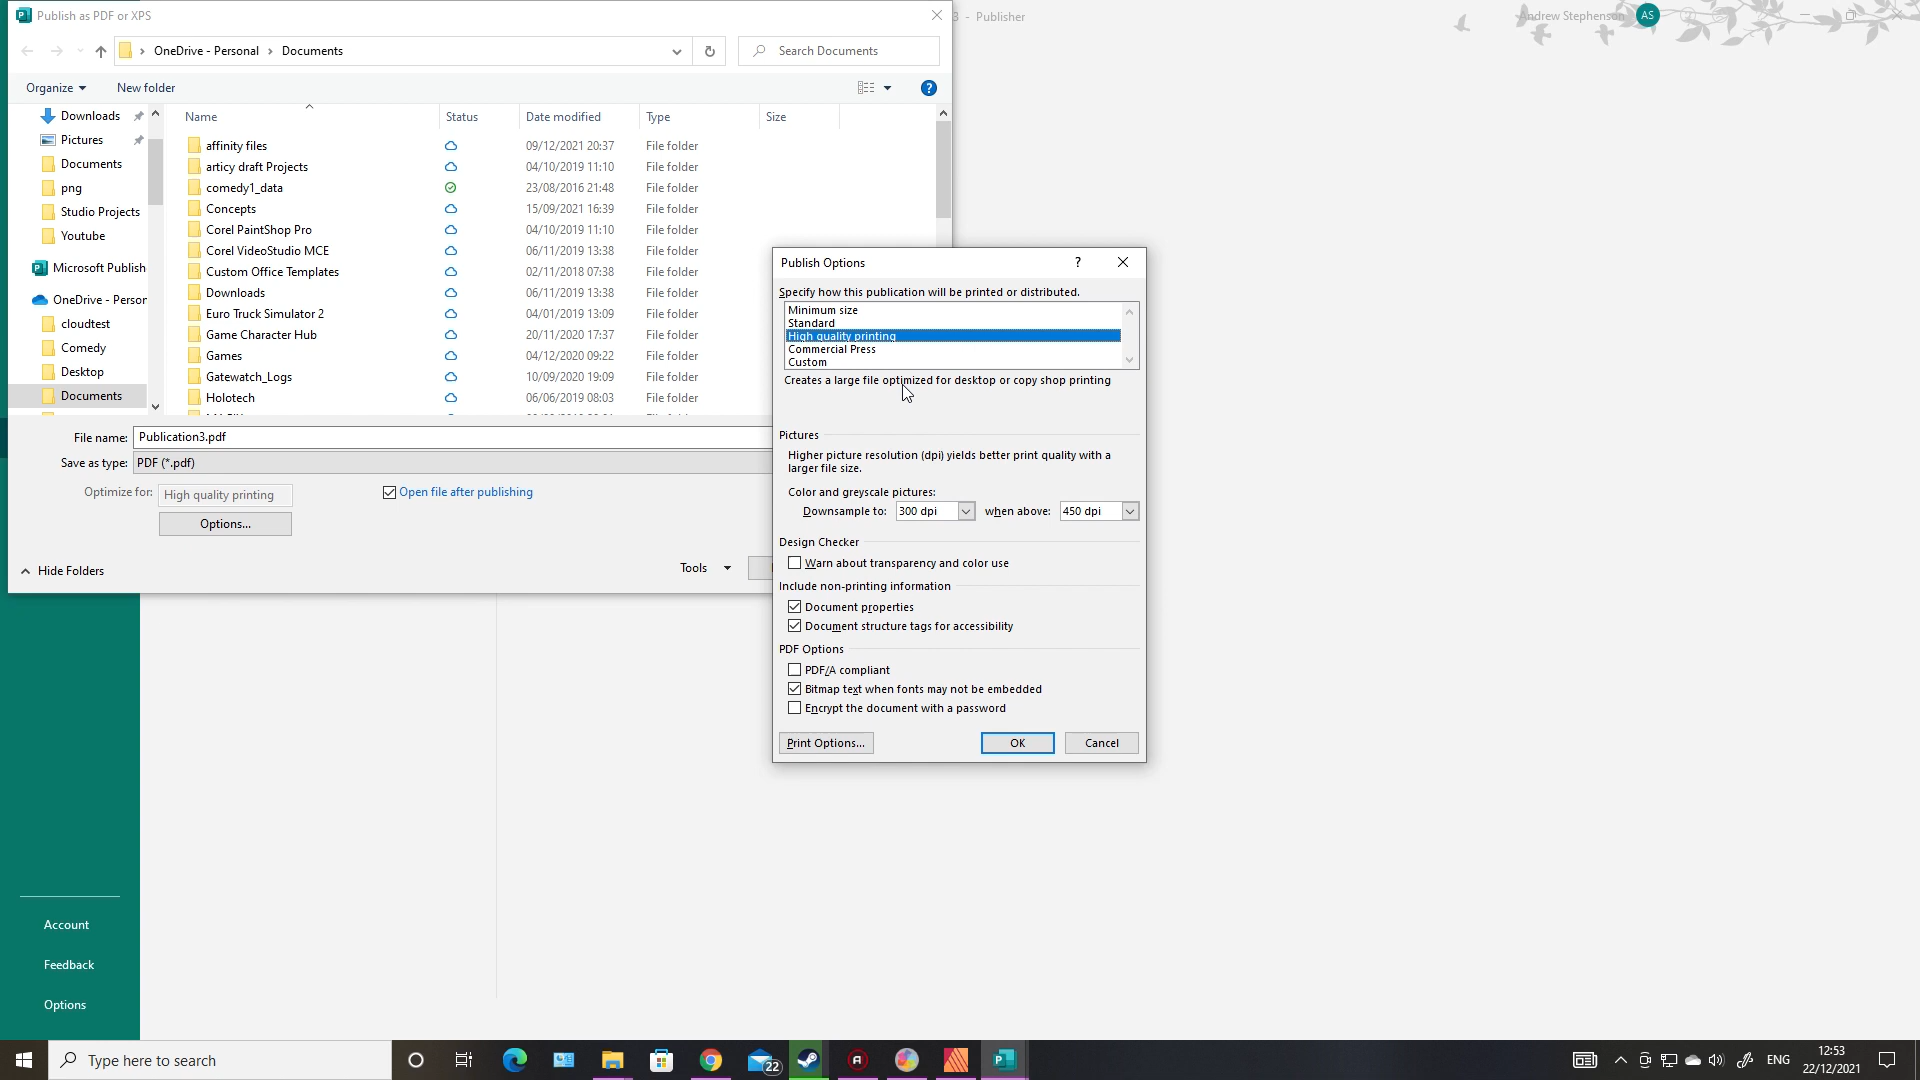 Publish as PDF or XPS
3 - Publisher
Andrew Stephenson AS
OneDrive - Personal
Documents
Search Documents
Organize
New folder
Name
Status
Date modified
Type
Size
Downloads
Pictures
Documents
png
Studio Projects
Youtube
Microsoft Publish
OneDrive - Person
cloudtest
Comedy
Desktop
Documents
affinity files 09/12/2021 20:37 File folder
articy draft Projects 04/10/2019 11:10 File folder
comedy1_data 23/08/2016 21:48 File folder
Concepts 15/09/2021 16:39 File folder
Corel PaintShop Pro 04/10/2019 11:10 File folder
Corel VideoStudio MCE 06/11/2019 13:38 File folder
Custom Office Templates 02/11/2018 07:38 File folder
Downloads 06/11/2019 13:38 File folder
Euro Truck Simulator 2 04/01/2019 13:09 File folder
Game Character Hub 20/11/2020 17:37 File folder
Games 04/12/2020 09:22 File folder
Gatewatch_Logs 10/09/2020 19:09 File folder
Holotech 06/06/2019 08:03 File folder
File name: Publication3.pdf
Save as type: PDF (*.pdf)
Optimize for: High quality printing
Open file after publishing
Options...
Hide Folders
Tools
Publish Options
?
Specify how this publication will be printed or distributed.
Minimum size
Standard
High quality printing
Commercial Press
Custom
Creates a large file optimized for desktop or copy shop printing
Pictures
Higher picture resolution (dpi) yields better print quality with a
larger file size.
Color and greyscale pictures:
Downsample to: 300 dpi when above: 450 dpi
Design Checker
Warn about transparency and color use
Include non-printing information
Document properties
Document structure tags for accessibility
PDF Options
PDF/A compliant
Bitmap text when fonts may not be embedded
Encrypt the document with a password
Print Options...
OK
Cancel
Account
Feedback
Options
Type here to search
22
ENG
12:53
22/12/2021